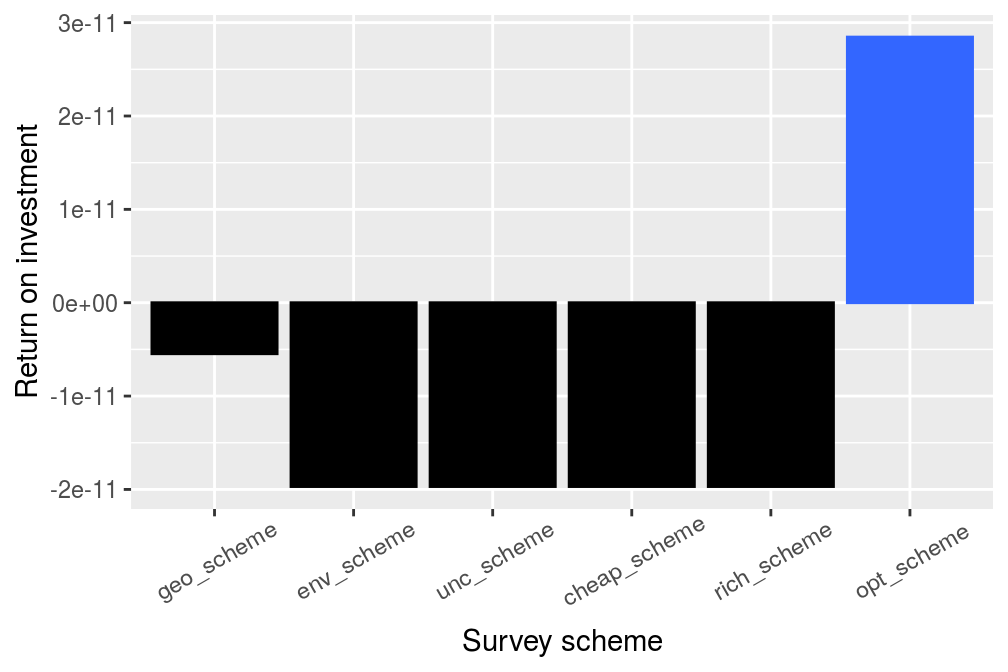 3e-11
2e-11
1e-11
0e+00
-1e-11
-2e-11
Return on investment
geo_scheme
env_scheme
unc_scheme
cheap_scheme
rich_scheme
opt_scheme
Survey scheme